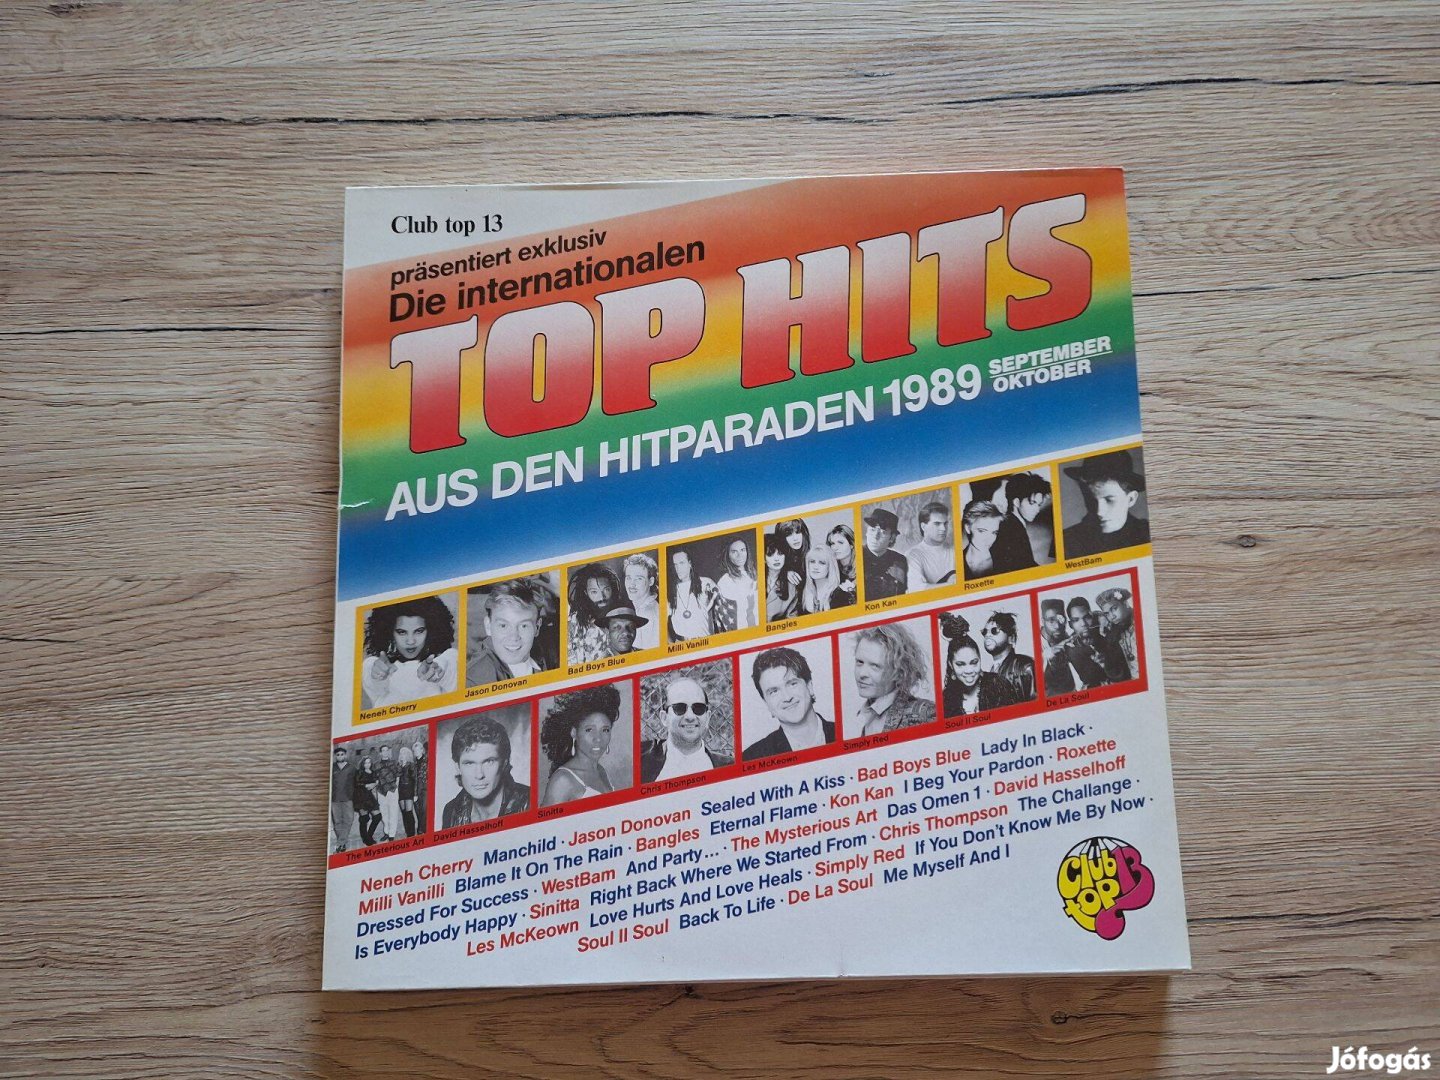 Club top 13
präsentiert exklusiv
Die internationalen
TOP HITS
AUS DEN HITPARADEN 1989 SEPTEMBER
OKTOBER
Neneh Cherry
Jason Donovan
Bad Boys Blue
Milli Vanilli
Bangles
Kon Kan
Roxette
WestBam
The Mysterious Art
David Hasselhoff
Sinitta
Chris Thompson
Les McKeown
Simply Red
Soul II Soul
De La Soul
Neneh Cherry Manchild · Jason Donovan Sealed With A Kiss · Bad Boys Blue Lady In Black ·
Milli Vanilli Blame It On The Rain · Bangles Eternal Flame · Kon Kan I Beg Your Pardon · Roxette
Dressed For Success · WestBam And Party... · The Mysterious Art Das Omen 1 · David Hasselhoff
Is Everybody Happy · Sinitta Right Back Where We Started From · Chris Thompson The Challange ·
Les McKeown Love Hurts And Love Heals · Simply Red If You Don't Know Me By Now ·
Soul II Soul Back To Life · De La Soul Me Myself And I
Club
top 13
Jófogás